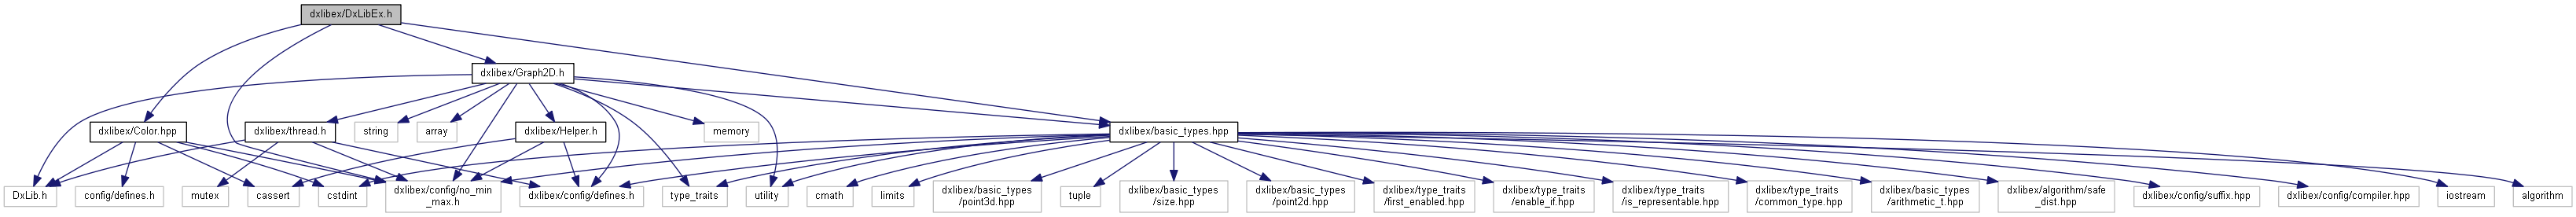 dxlibex/DxLibEx.h
dxlibex/Graph2D.h
dxlibex/Color.hpp
dxlibex/thread.h
string
array
dxlibex/Helper.h
memory
dxlibex/basic_types.hpp
DxLib.h
config/defines.h
mutex
cassert
cstdint
dxlibex/config/no_min
_max.h
dxlibex/config/defines.h
type_traits
utility
cmath
limits
dxlibex/basic_types
/point3d.hpp
tuple
dxlibex/basic_types
/size.hpp
dxlibex/basic_types
/point2d.hpp
dxlibex/type_traits
/first_enabled.hpp
dxlibex/type_traits
/enable_if.hpp
dxlibex/type_traits
/is_representable.hpp
dxlibex/type_traits
/common_type.hpp
dxlibex/basic_types
/arithmetic_t.hpp
dxlibex/algorithm/safe
_dist.hpp
dxlibex/config/suffix.hpp
dxlibex/config/compiler.hpp
iostream
algorithm